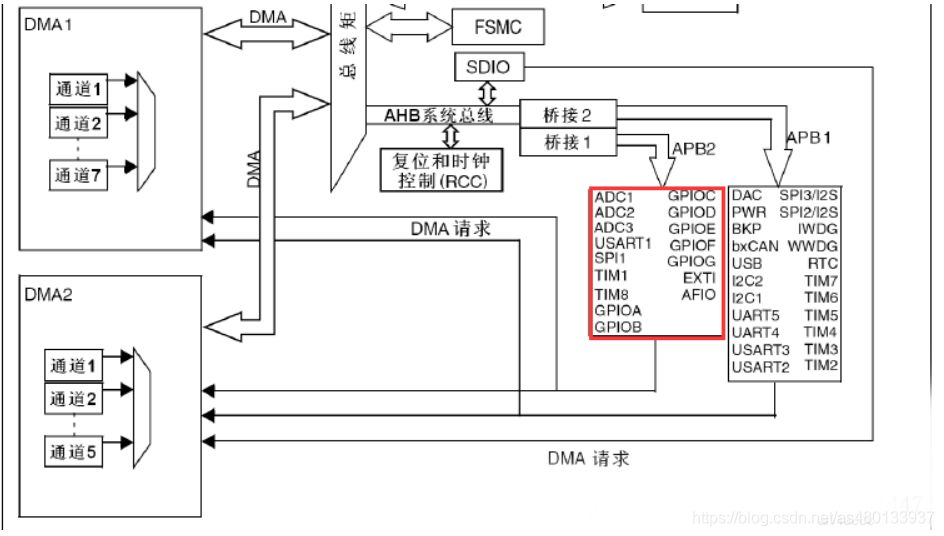 DMA1
通道1
通道2
通道7
DMA
总线矩
FSMC
SDIO
AHB系统总线
复位和时钟
控制(RCC)
桥接2
桥接1
APB2
APB1
DMA
DMA请求
ADC1 GPIOC
ADC2 GPIOD
ADC3 GPIOE
USART1 GPIOF
SPI1 GPIOG
TIM1 EXTI
TIM8 AFIO
GPIOA
GPIOB
DAC SPI3/I2S
PWR SPI2/I2S
BKP IWDG
bxCAN WWDG
USB RTC
I2C2 TIM7
I2C1 TIM6
UART5 TIM5
UART4 TIM4
USART3 TIM3
USART2 TIM2
DMA2
通道1
通道2
通道5
DMA 请求
https://blog.csdn.net/as480133937